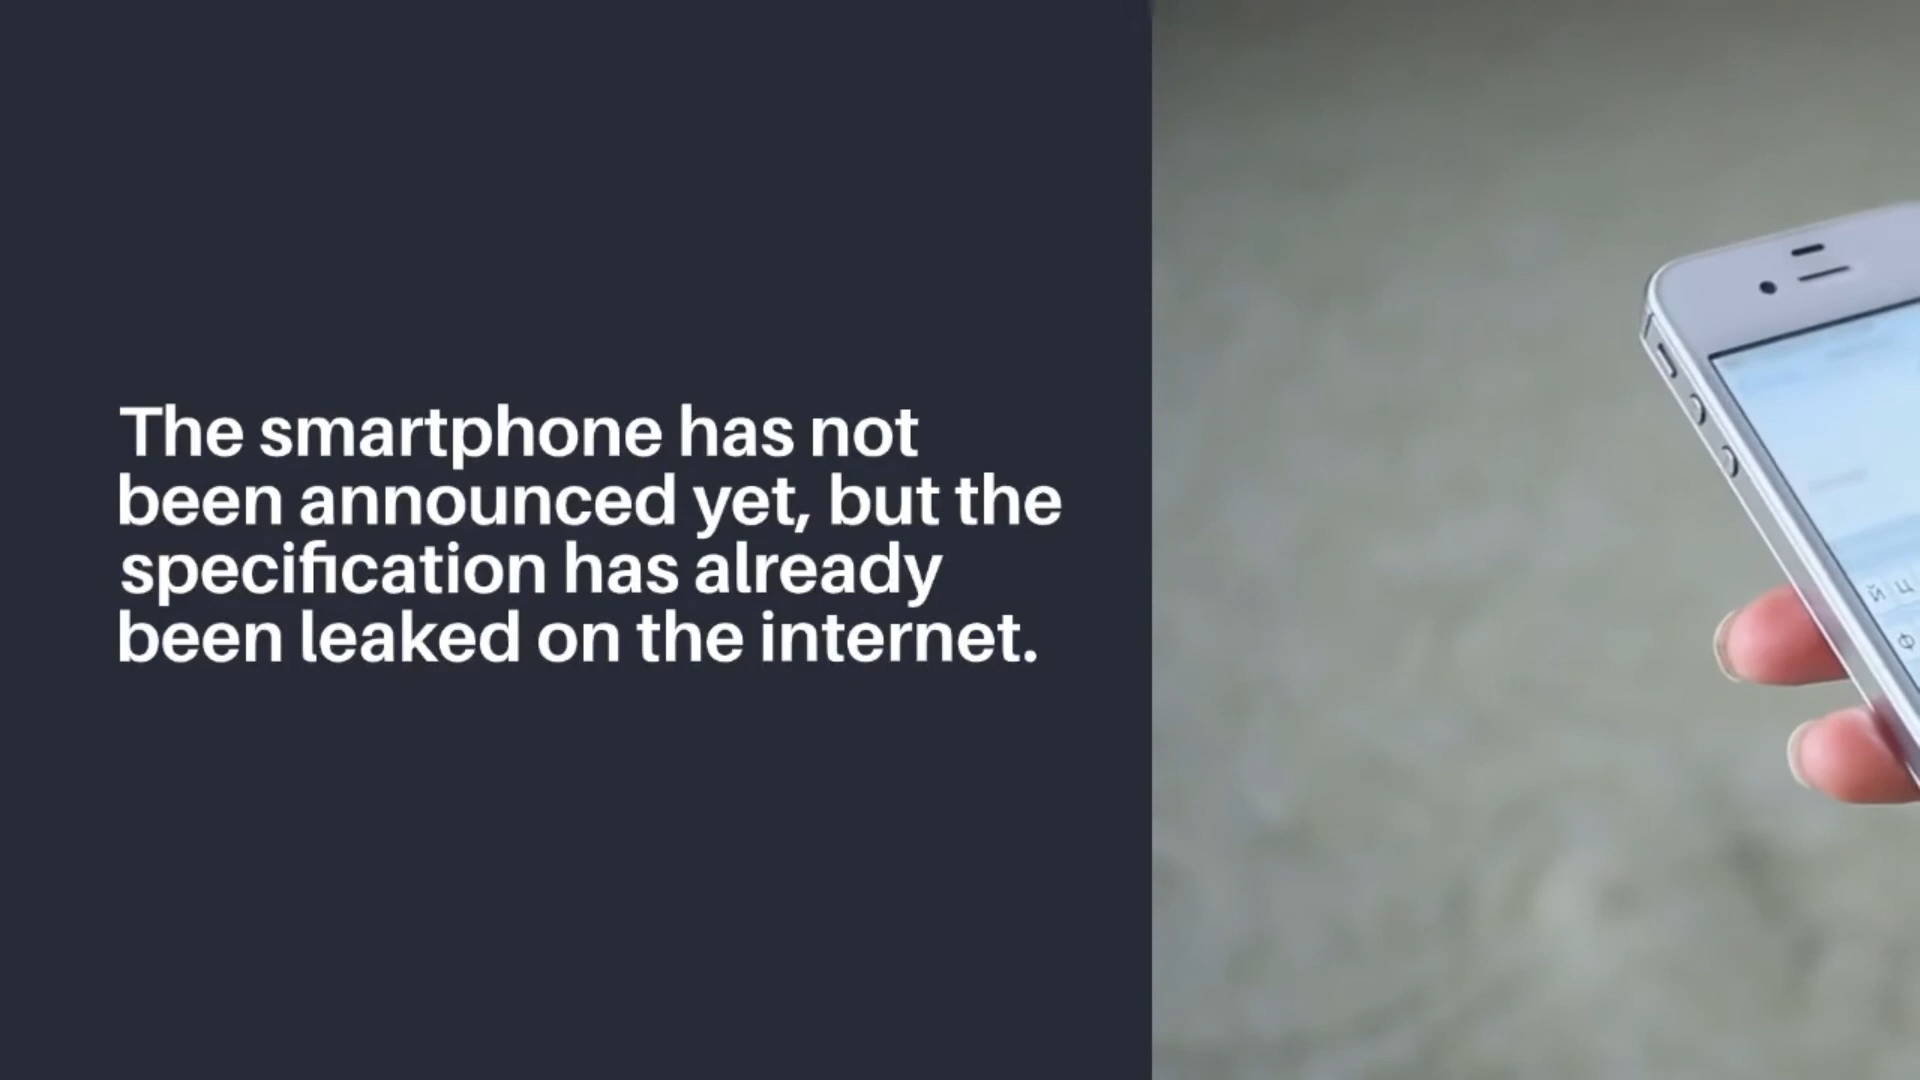 The smartphone has not
been announced yet, but the
specification has already
been leaked on the internet.
Й Ц
Ф